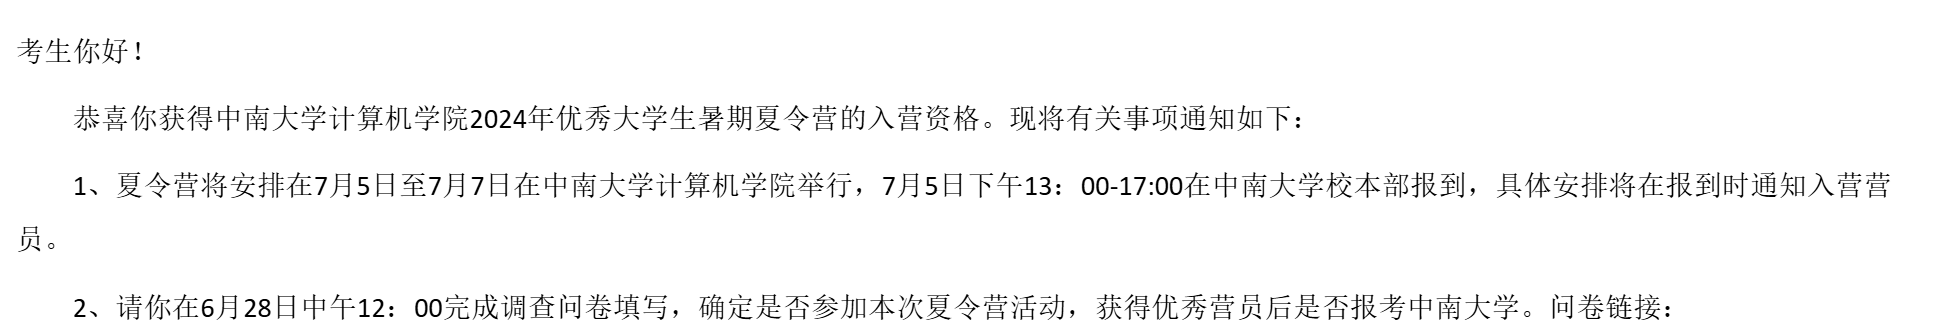 考生你好！
恭喜你获得中南大学计算机学院2024年优秀大学生暑期夏令营的入营资格。现将有关事项通知如下：
1、夏令营将安排在7月5日至7月7日在中南大学计算机学院举行，7月5日下午13：00-17:00在中南大学校本部报到，具体安排将在报到时通知入营营
员。
2、请你在6月28日中午12：00完成调查问卷填写，确定是否参加本次夏令营活动，获得优秀营员后是否报考中南大学。问卷链接：